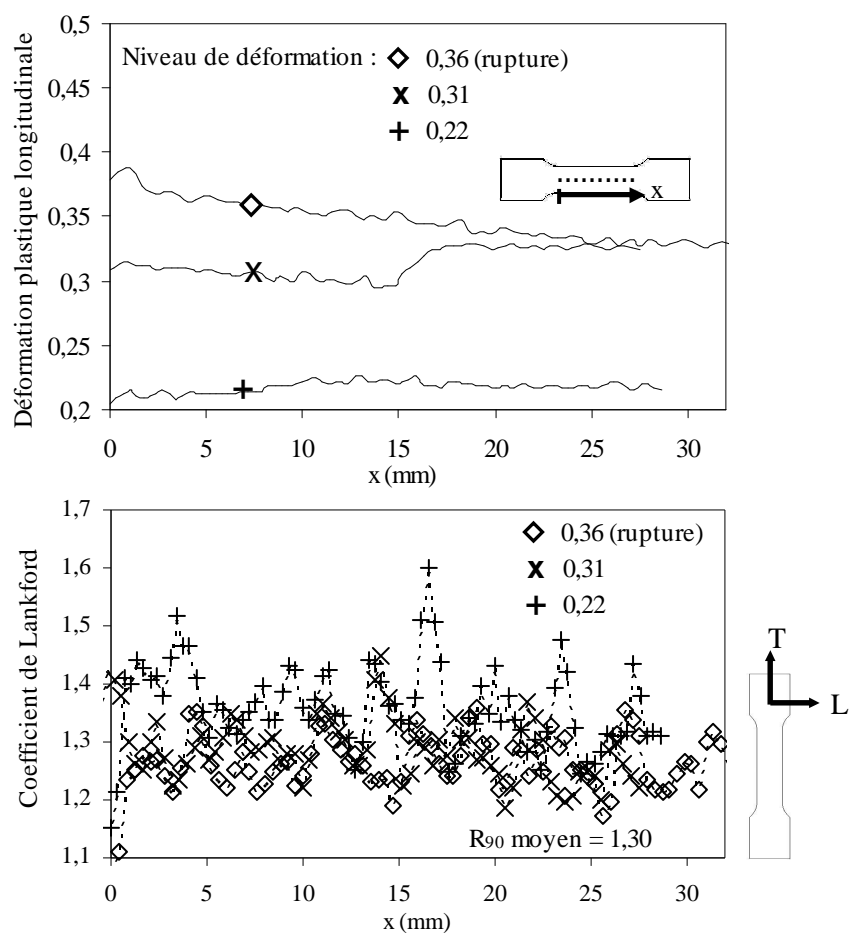 Déformation plastique longitudinale
0,5
0,45
0,4
0,35
0,3
0,25
0,2
Niveau de déformation :
0,36 (rupture)
0,31
0,22
x
0 5 10 15 20 25 30
x (mm)
Coefficient de Lankford
1,7
1,6
1,5
1,4
1,3
1,2
1,1
0,36 (rupture)
0,31
0,22
R90 moyen = 1,30
0 5 10 15 20 25 30
x (mm)
T
L